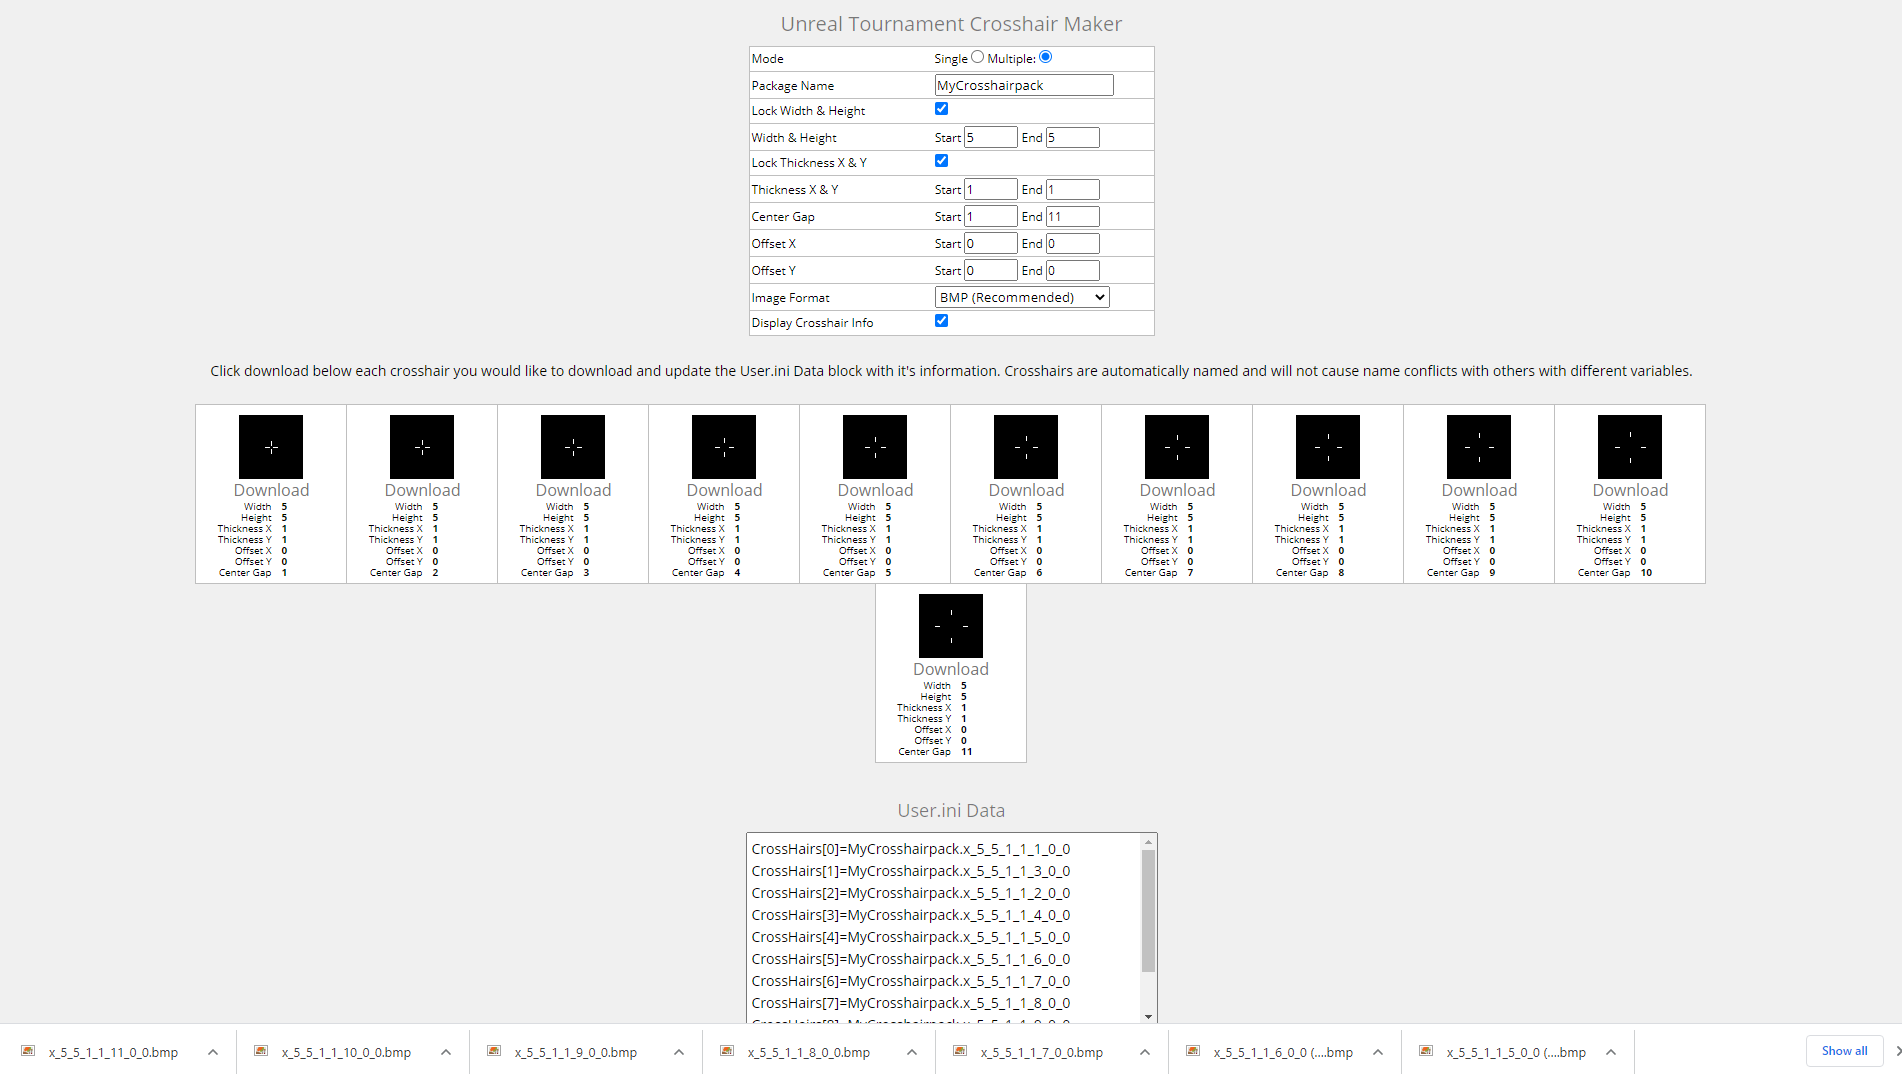 Unreal Tournament Crosshair Maker
Mode Single Multiple:
Package Name MyCrosshairpack
Lock Width & Height
Width & Height Start 5 End 5
Lock Thickness X & Y
Thickness X & Y Start 1 End 1
Center Gap Start 1 End 11
Offset X Start 0 End 0
Offset Y Start 0 End 0
Image Format BMP (Recommended)
Display Crosshair Info
Click download below each crosshair you would like to download and update the User.ini Data block with it's information. Crosshairs are automatically named and will not cause name conflicts with others with different variables.
Download Download Download Download Download Download Download Download Download Download
Width 5 Width 5 Width 5 Width 5 Width 5 Width 5 Width 5 Width 5 Width 5 Width 5
Height 5 Height 5 Height 5 Height 5 Height 5 Height 5 Height 5 Height 5 Height 5 Height 5
Thickness X 1 Thickness X 1 Thickness X 1 Thickness X 1 Thickness X 1 Thickness X 1 Thickness X 1 Thickness X 1 Thickness X 1 Thickness X 1
Thickness Y 1 Thickness Y 1 Thickness Y 1 Thickness Y 1 Thickness Y 1 Thickness Y 1 Thickness Y 1 Thickness Y 1 Thickness Y 1 Thickness Y 1
Offset X 0 Offset X 0 Offset X 0 Offset X 0 Offset X 0 Offset X 0 Offset X 0 Offset X 0 Offset X 0 Offset X 0
Offset Y 0 Offset Y 0 Offset Y 0 Offset Y 0 Offset Y 0 Offset Y 0 Offset Y 0 Offset Y 0 Offset Y 0 Offset Y 0
Center Gap 1 Center Gap 2 Center Gap 3 Center Gap 4 Center Gap 5 Center Gap 6 Center Gap 7 Center Gap 8 Center Gap 9 Center Gap 10
Download
Width 5
Height 5
Thickness X 1
Thickness Y 1
Offset X 0
Offset Y 0
Center Gap 11
User.ini Data
CrossHairs[0]=MyCrosshairpack.x_5_5_1_1_1_0_0
CrossHairs[1]=MyCrosshairpack.x_5_5_1_1_3_0_0
CrossHairs[2]=MyCrosshairpack.x_5_5_1_1_2_0_0
CrossHairs[3]=MyCrosshairpack.x_5_5_1_1_4_0_0
CrossHairs[4]=MyCrosshairpack.x_5_5_1_1_5_0_0
CrossHairs[5]=MyCrosshairpack.x_5_5_1_1_6_0_0
CrossHairs[6]=MyCrosshairpack.x_5_5_1_1_7_0_0
CrossHairs[7]=MyCrosshairpack.x_5_5_1_1_8_0_0
x_5_5_1_1_11_0_0.bmp x_5_5_1_1_10_0_0.bmp x_5_5_1_1_9_0_0.bmp x_5_5_1_1_8_0_0.bmp x_5_5_1_1_7_0_0.bmp x_5_5_1_1_6_0_0 (....bmp x_5_5_1_1_5_0_0 (....bmp Show all